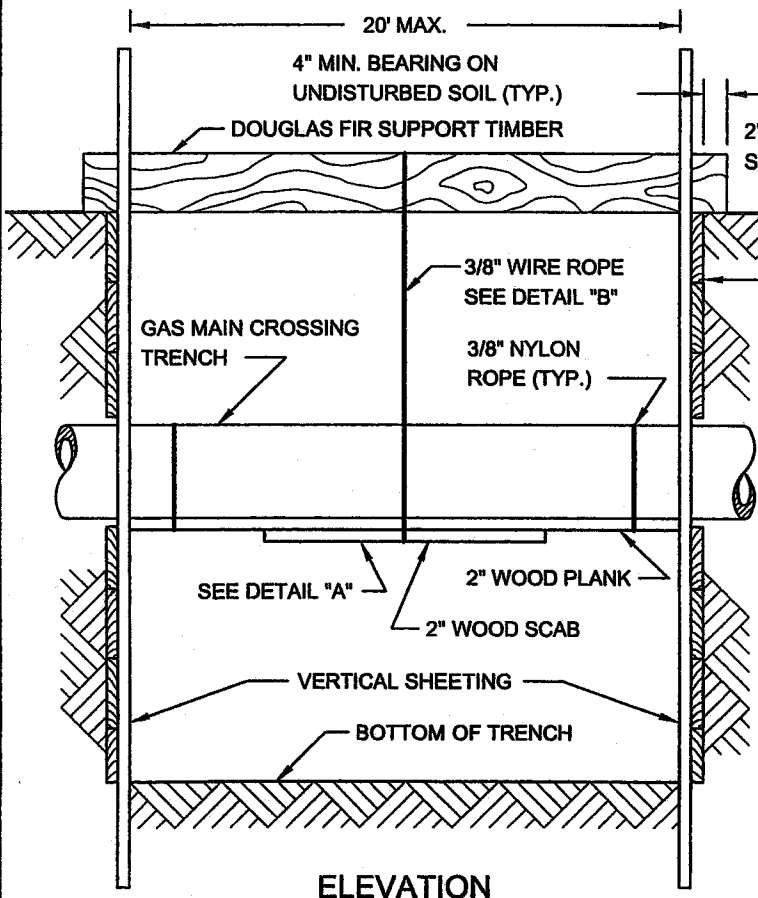 20' MAX.
4" MIN. BEARING ON
UNDISTURBED SOIL (TYP.)
DOUGLAS FIR SUPPORT TIMBER
2'
S
3/8" WIRE ROPE
SEE DETAIL "B"
GAS MAIN CROSSING
TRENCH
3/8" NYLON
ROPE (TYP.)
SEE DETAIL "A"
2" WOOD PLANK
2" WOOD SCAB
VERTICAL SHEETING
BOTTOM OF TRENCH
ELEVATION